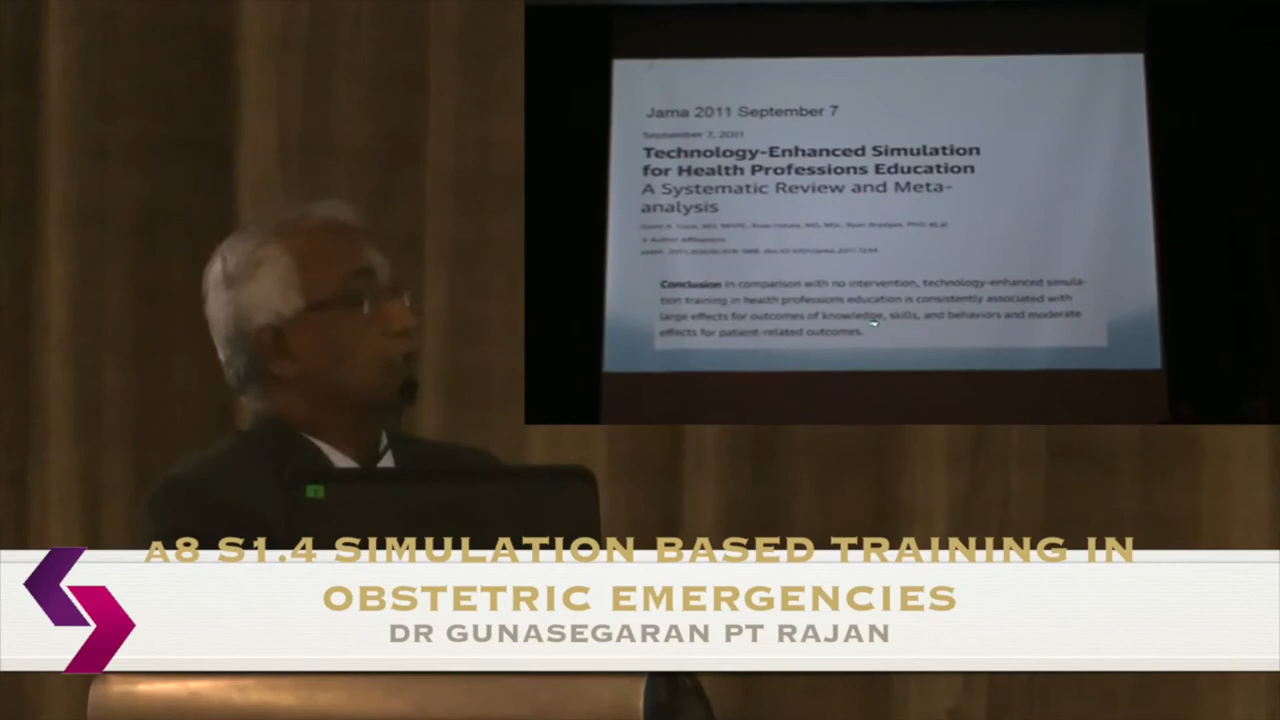 Jama 2011 September 7
September 7, 2011
Technology-Enhanced Simulation
for Health Professions Education
A Systematic Review and Meta-
analysis
Author Affiliations
Conclusion In comparison with no intervention, technology-enhanced simula-
tion training in health professions education is consistently associated with
large effects for outcomes of knowledge, skills, and behaviors and moderate
effects for patient-related outcomes.
A8 S1.4 SIMULATION BASED TRAINING IN
OBSTETRIC EMERGENCIES
DR GUNASEGARAN PT RAJAN